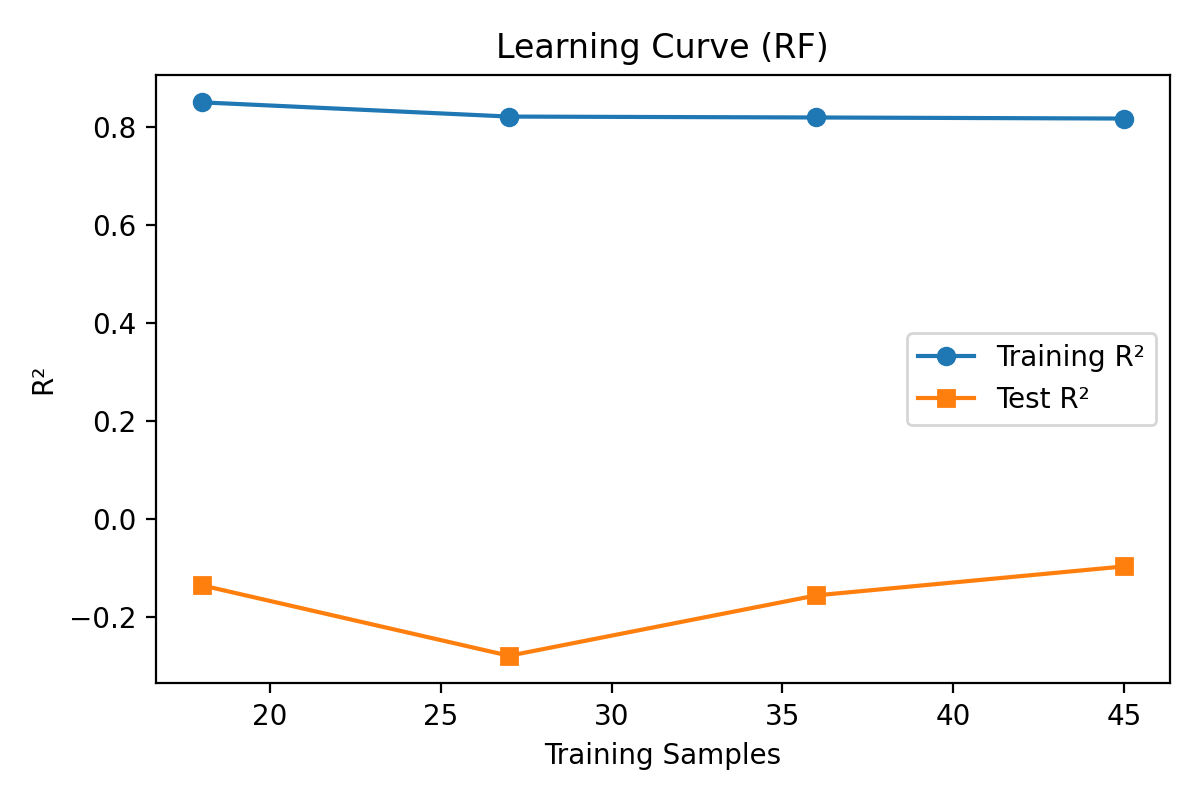 Learning Curve (RF)
R²
0.8
0.6
0.4
0.2
0.0
−0.2
Training R²
Test R²
20 25 30 35 40 45
Training Samples